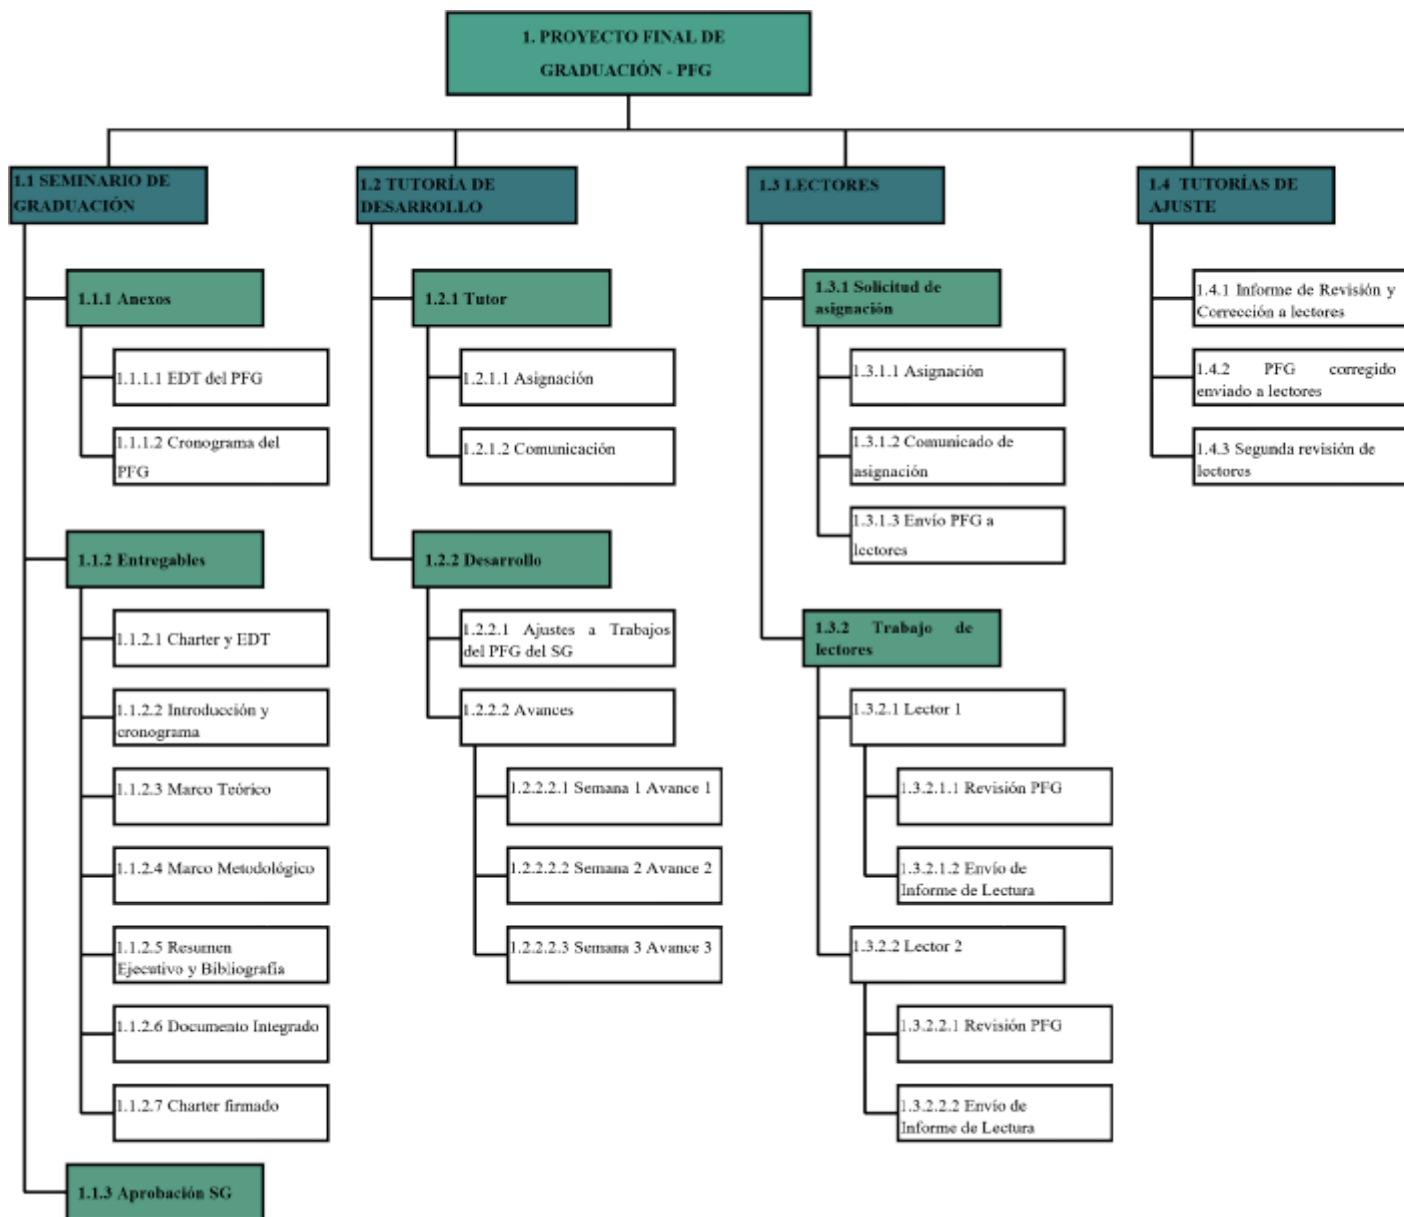 1. PROYECTO FINAL DE
GRADUACIÓN - PFG
1.1 SEMINARIO DE
GRADUACIÓN
1.1.1 Anexos
1.1.1.1 EDT del PFG
1.1.1.2 Cronograma del
PFG
1.1.2 Entregables
1.1.2.1 Charter y EDT
1.1.2.2 Introducción y
cronograma
1.1.2.3 Marco Teórico
1.1.2.4 Marco Metodológico
1.1.2.5 Resumen
Ejecutivo y Bibliografía
1.1.2.6 Documento Integrado
1.1.2.7 Charter firmado
1.1.3 Aprobación SG
1.2 TUTORÍA DE
DESARROLLO
1.2.1 Tutor
1.2.1.1 Asignación
1.2.1.2 Comunicación
1.2.2 Desarrollo
1.2.2.1 Ajustes a Trabajos
del PFG del SG
1.2.2.2 Avances
1.2.2.2.1 Semana 1 Avance 1
1.2.2.2.2 Semana 2 Avance 2
1.2.2.2.3 Semana 3 Avance 3
1.3 LECTORES
1.3.1 Solicitud de
asignación
1.3.1.1 Asignación
1.3.1.2 Comunicado de
asignación
1.3.1.3 Envío PFG a
lectores
1.3.2 Trabajo de
lectores
1.3.2.1 Lector 1
1.3.2.1.1 Revisión PFG
1.3.2.1.2 Envío de
Informe de Lectura
1.3.2.2 Lector 2
1.3.2.2.1 Revisión PFG
1.3.2.2.2 Envío de
Informe de Lectura
1.4 TUTORÍAS DE
AJUSTE
1.4.1 Informe de Revisión y
Corrección a lectores
1.4.2 PFG corregido
enviado a lectores
1.4.3 Segunda revisión de
lectores